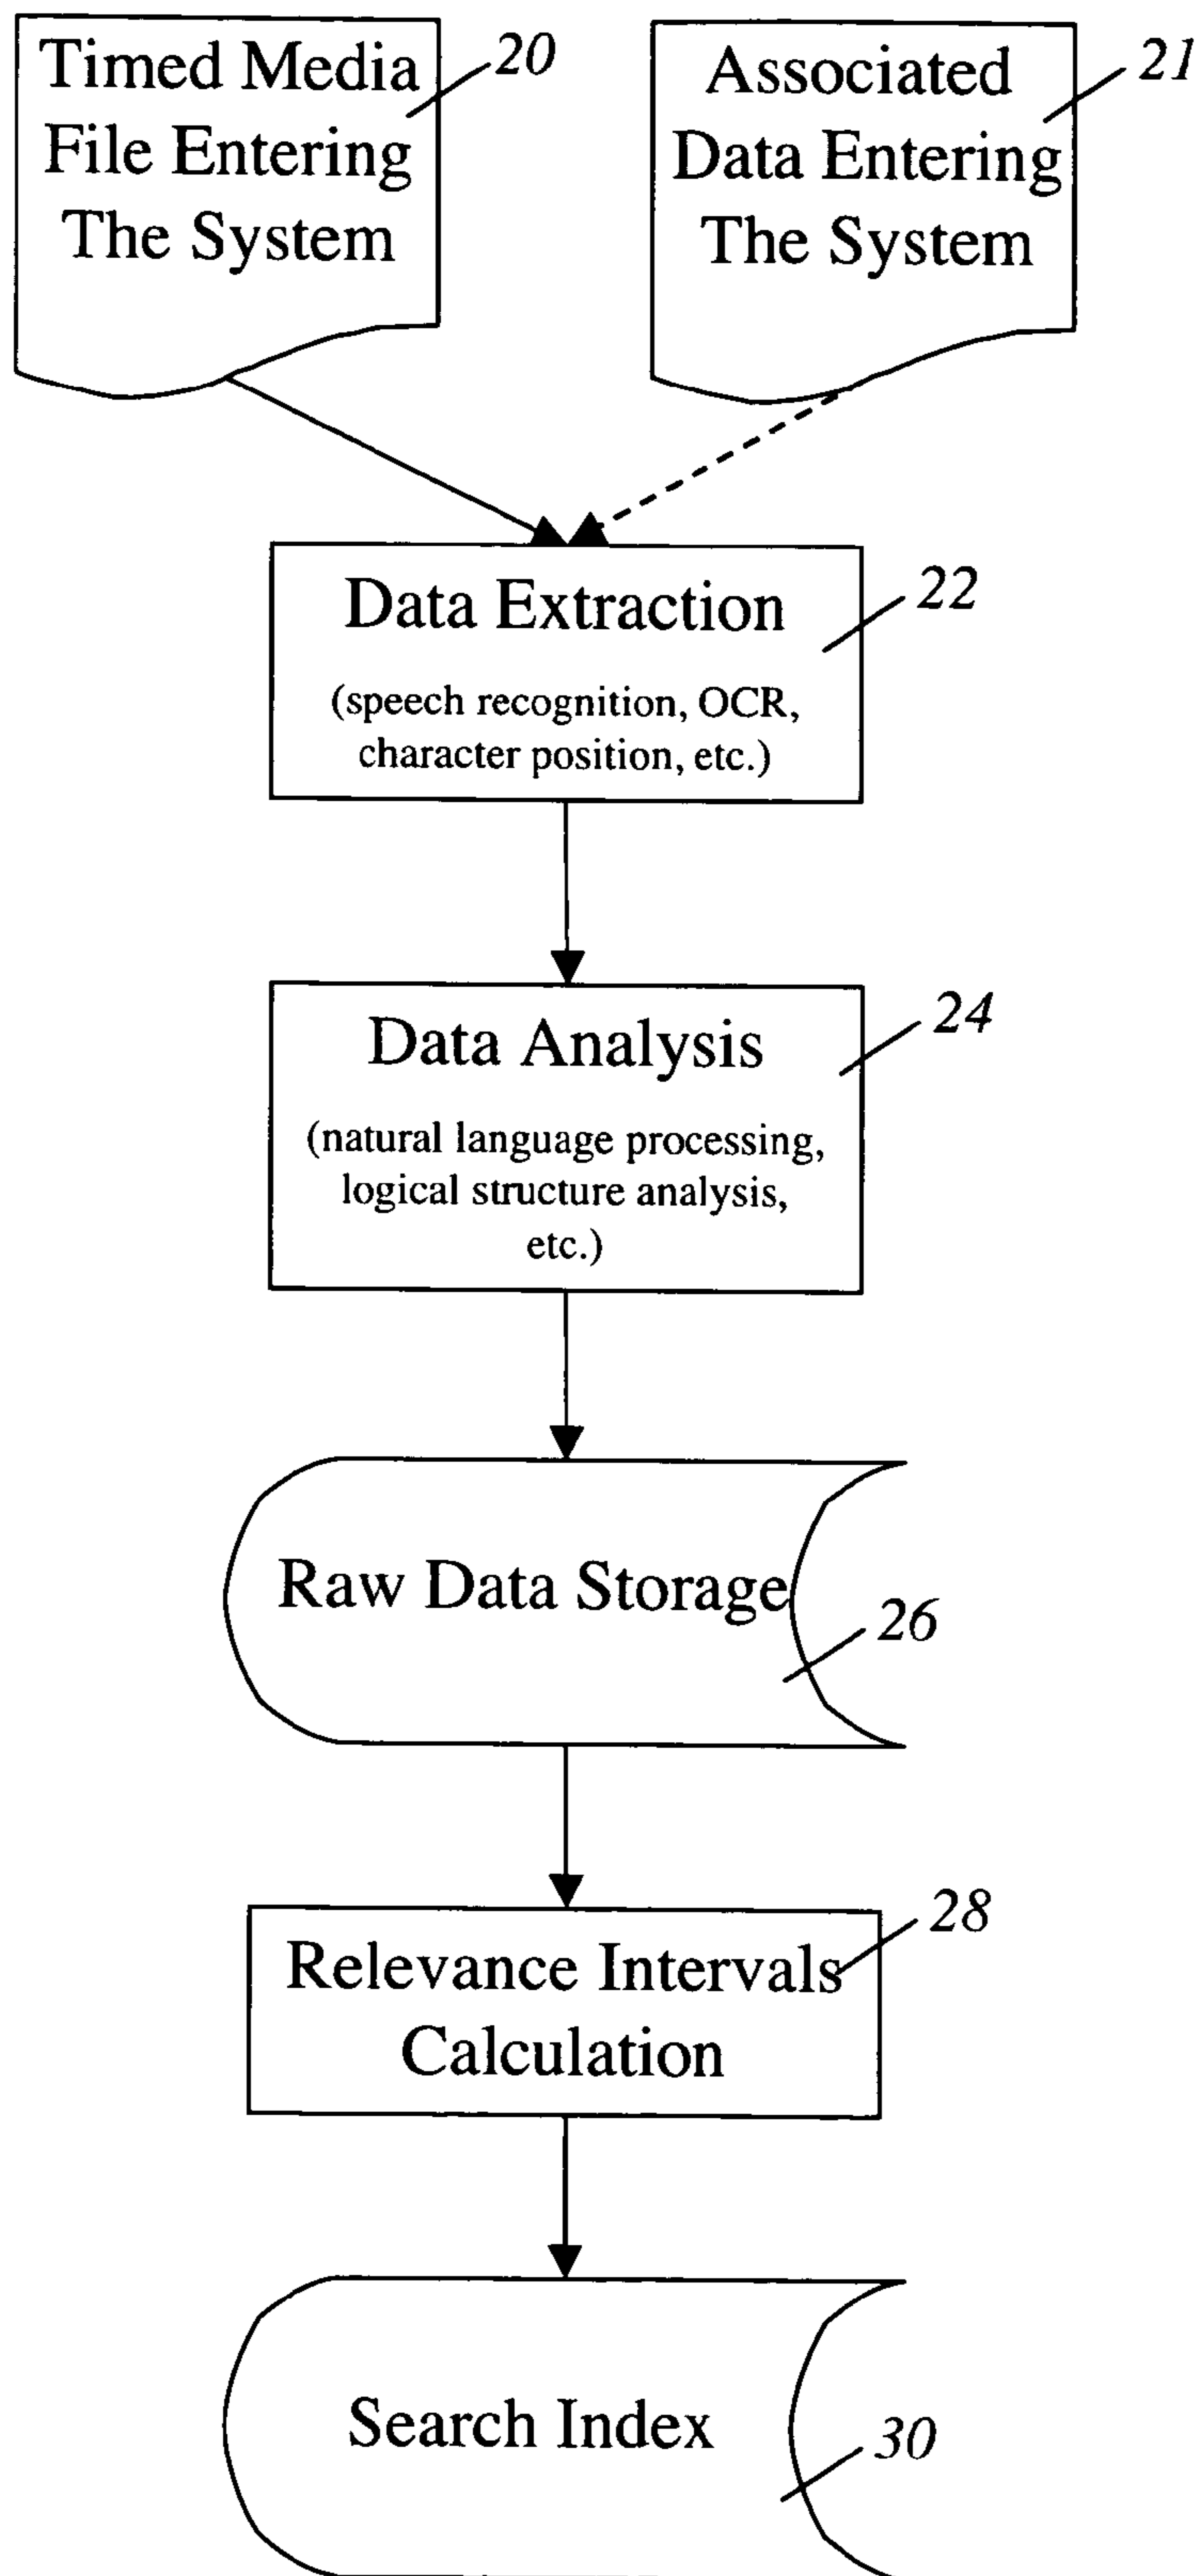 Timed Media
File Entering
The System
20
Associated
Data Entering
The System
21
Data Extraction
22
(speech recognition, OCR,
character position, etc.)
Data Analysis
24
(natural language processing,
logical structure analysis,
etc.)
Raw Data Storage
26
Relevance Intervals
Calculation
28
Search Index
30